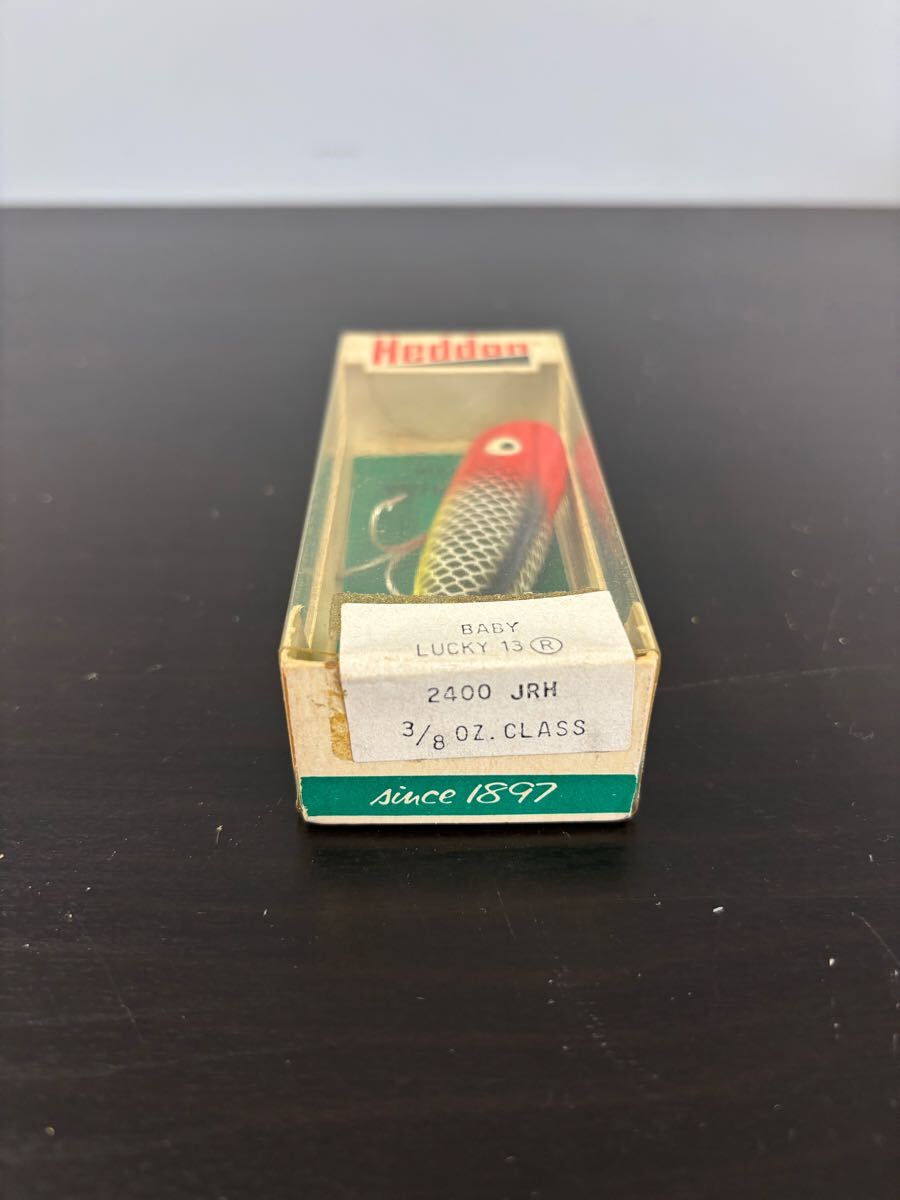 Heddon
BABY
LUCKY 13 ®
2400 JRH
3/8 OZ. CLASS
since 1897